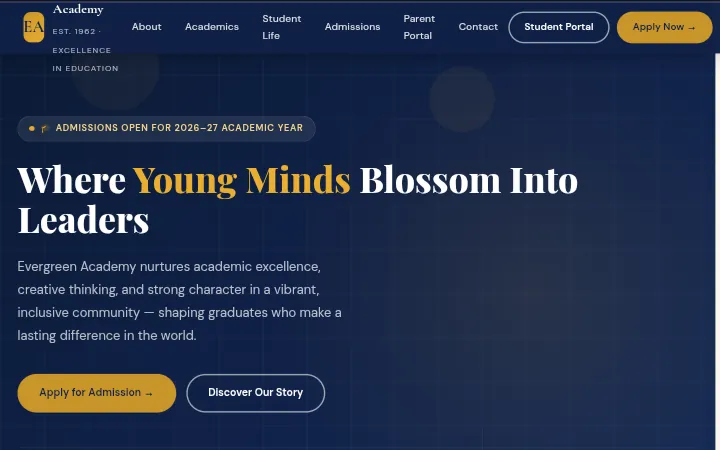 EA
Academy
EST. 1962 ·
EXCELLENCE
IN EDUCATION
About
Academics
Student
Life
Admissions
Parent
Portal
Contact
Student Portal
Apply Now →
🎓 ADMISSIONS OPEN FOR 2026–27 ACADEMIC YEAR
Where Young Minds Blossom Into
Leaders
Evergreen Academy nurtures academic excellence,
creative thinking, and strong character in a vibrant,
inclusive community — shaping graduates who make a
lasting difference in the world.
Apply for Admission →
Discover Our Story